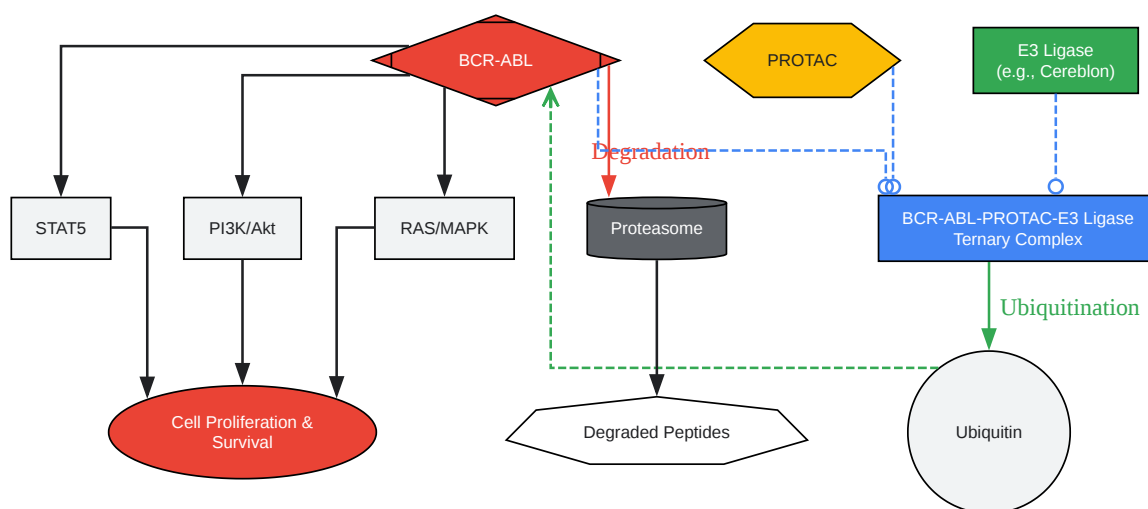 BCR-ABL
PROTAC
E3 Ligase
(e.g., Cereblon)
Degradation
STAT5
PI3K/Akt
RAS/MAPK
Proteasome
BCR-ABL-PROTAC-E3 Ligase
Ternary Complex
Ubiquitination
Cell Proliferation &
Survival
Degraded Peptides
Ubiquitin